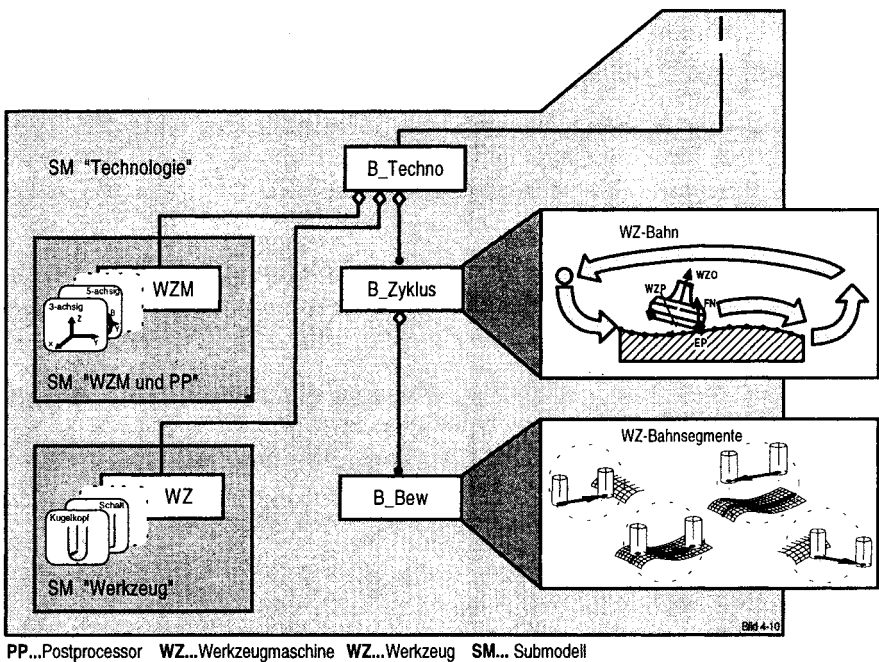 SM "Technologie"
B_Techno
WZ-Bahn
WZO
WZP
FN
EP
5-achsig
B
3-achsig
Z
X
Y
WZM
B_Zyklus
SM "WZM und PP"
WZ-Bahnsegmente
Schaft
Kugelkopf
WZ
B_Bew
SM "Werkzeug"
Bild 4-10
PP...Postprocessor WZ...Werkzeugmaschine WZ...Werkzeug SM... Submodell